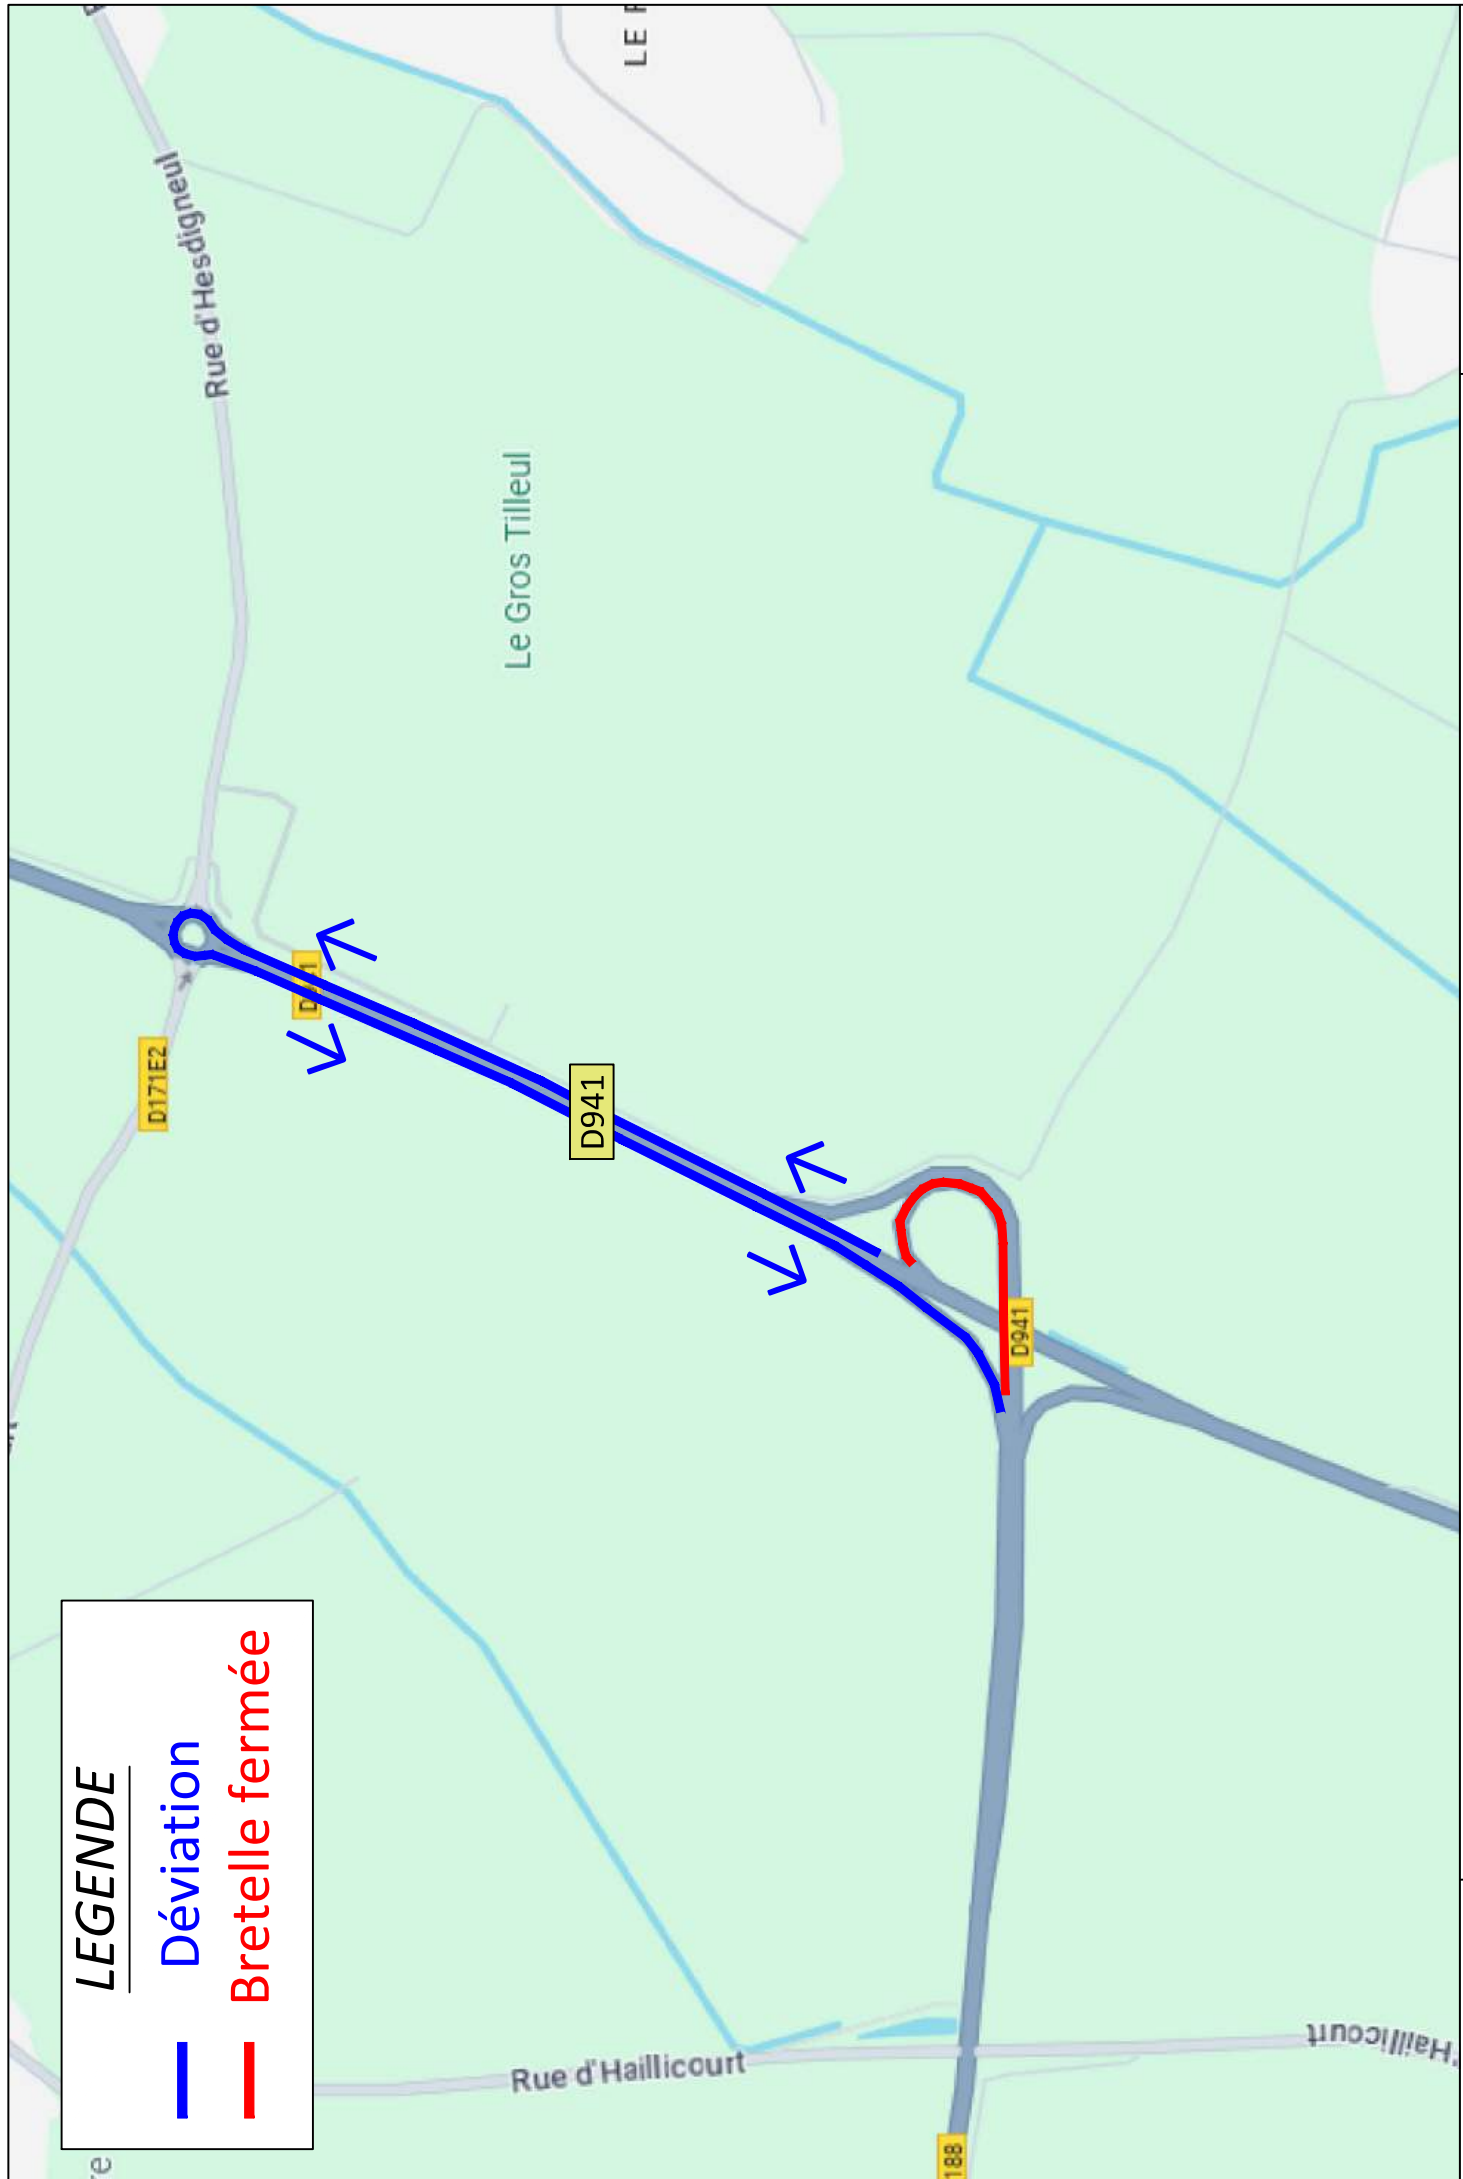 LEGENDE
Déviation
Bretelle fermée
Rue d'Hesdigneul
LE
Le Gros Tilleul
D171E2
D941
D941
Rue d'Haillicourt
Haillicourt
188